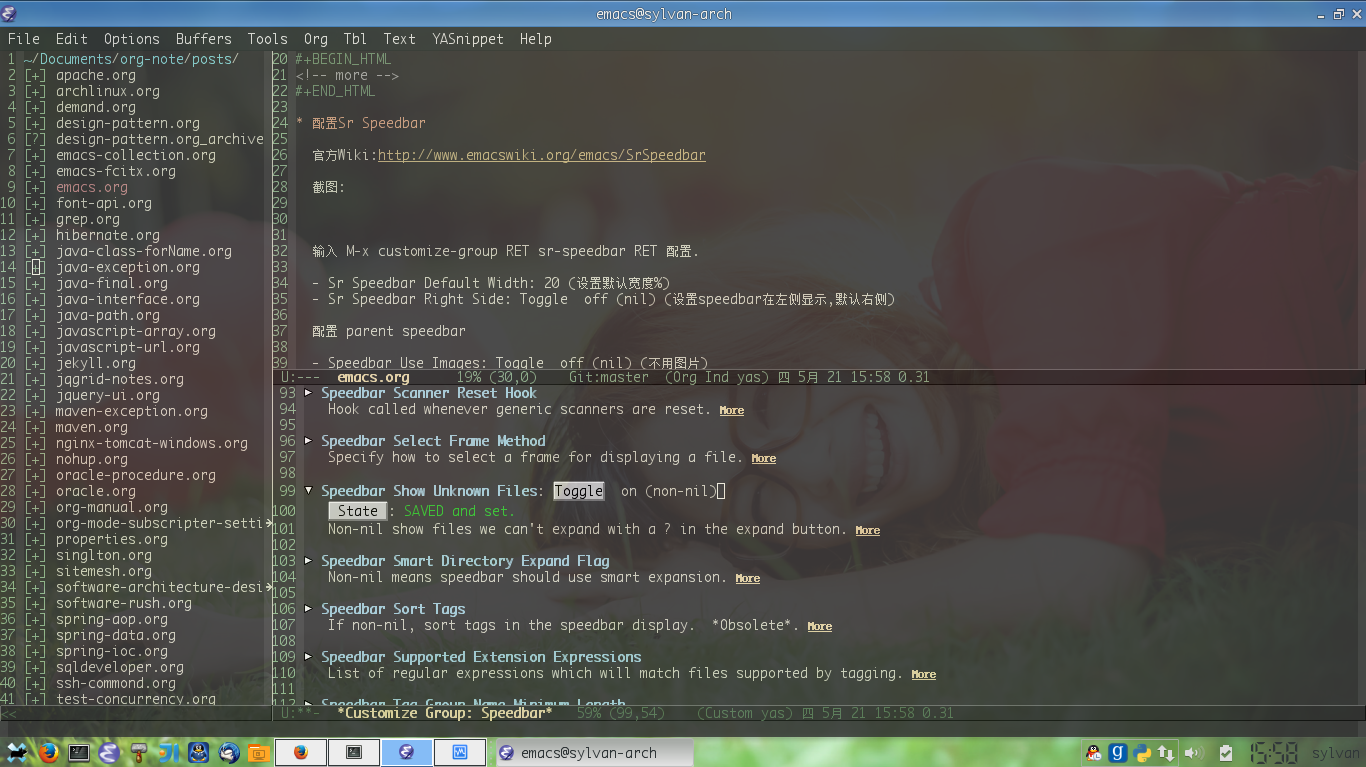 emacs@sylvan-arch
File Edit Options Buffers Tools Org Tbl Text YASnippet Help
1 ~/Documents/org-note/posts/
2 [+] apache.org
3 [+] archlinux.org
4 [+] demand.org
5 [+] design-pattern.org
6 [?] design-pattern.org_archive
7 [+] emacs-collection.org
8 [+] emacs-fcitx.org
9 [+] emacs.org
10 [+] font-api.org
11 [+] grep.org
12 [+] hibernate.org
13 [+] java-class-forName.org
14 [+] java-exception.org
15 [+] java-final.org
16 [+] java-interface.org
17 [+] java-path.org
18 [+] javascript-array.org
19 [+] javascript-url.org
20 [+] jekyll.org
21 [+] jqgrid-notes.org
22 [+] jquery-ui.org
23 [+] maven-exception.org
24 [+] maven.org
25 [+] nginx-tomcat-windows.org
26 [+] nohup.org
27 [+] oracle-procedure.org
28 [+] oracle.org
29 [+] org-manual.org
30 [+] org-mode-subscripter-setti
31 [+] properties.org
32 [+] singlton.org
33 [+] sitemesh.org
34 [+] software-architecture-desi
35 [+] software-rush.org
36 [+] spring-aop.org
37 [+] spring-data.org
38 [+] spring-ioc.org
39 [+] sqldeveloper.org
40 [+] ssh-commond.org
41 [+] test-concurrency.org
<<
20 #+BEGIN_HTML
21 <!-- more -->
22 #+END_HTML
23
24 * 配置Sr Speedbar
25
26 官方Wiki:http://www.emacswiki.org/emacs/SrSpeedbar
27
28 截图:
29
30
31
32 输入 M-x customize-group RET sr-speedbar RET 配置.
33
34 - Sr Speedbar Default Width: 20 (设置默认宽度%)
35 - Sr Speedbar Right Side: Toggle  off (nil) (设置speedbar在左侧显示,默认右侧)
36
37 配置 parent speedbar
38
39 - Speedbar Use Images: Toggle  off (nil) (不用图片)
U:--- emacs.org 19% (30,0) Git:master (Org Ind yas) 四 5月 21 15:58 0.31
93 Speedbar Scanner Reset Hook
94 Hook called whenever generic scanners are reset. More
95
96 Speedbar Select Frame Method
97 Specify how to select a frame for displaying a file. More
98
99 Speedbar Show Unknown Files: Toggle on (non-nil)
100 State : SAVED and set.
101 Non-nil show files we can't expand with a ? in the expand button. More
102
103 Speedbar Smart Directory Expand Flag
104 Non-nil means speedbar should use smart expansion. More
105
106 Speedbar Sort Tags
107 If non-nil, sort tags in the speedbar display. *Obsolete*. More
108
109 Speedbar Supported Extension Expressions
110 List of regular expressions which will match files supported by tagging. More
111
112 Speedbar Tag Group Name Minimum Length
U:**- *Customize Group: Speedbar* 59% (99,54) (Custom yas) 四 5月 21 15:58 0.31
emacs@sylvan-arch
15:58 sylvan